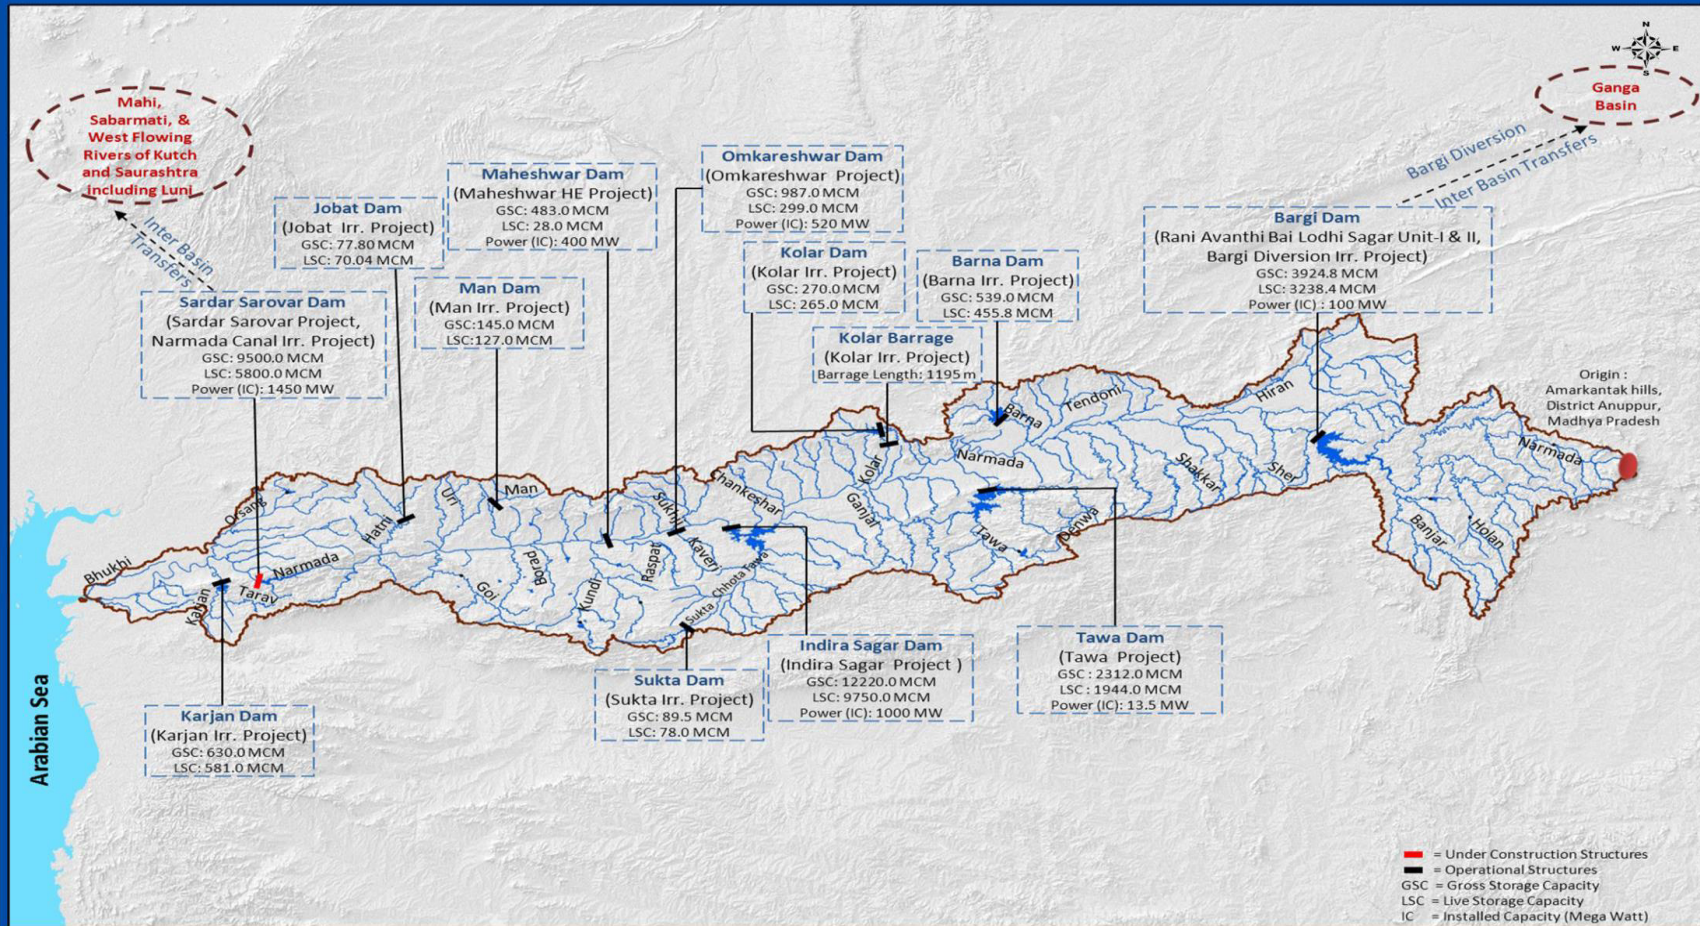 N
W E
S
Mahi,
Sabarmati, &
West Flowing
Rivers of Kutch
and Saurashtra
including Luni
Ganga
Basin
Bargi Diversion
Inter Basin Transfers
Inter Basin
Transfers
Jobat Dam
(Jobat Irr. Project)
GSC: 77.80 MCM
LSC: 70.04 MCM
Maheshwar Dam
(Maheshwar HE Project)
GSC: 483.0 MCM
LSC: 28.0 MCM
Power (IC): 400 MW
Omkareshwar Dam
(Omkareshwar Project)
GSC: 987.0 MCM
LSC: 299.0 MCM
Power (IC): 520 MW
Bargi Dam
(Rani Avanthi Bai Lodhi Sagar Unit-I & II,
Bargi Diversion Irr. Project)
GSC: 3924.8 MCM
LSC: 3238.4 MCM
Power (IC) : 100 MW
Sardar Sarovar Dam
(Sardar Sarovar Project,
Narmada Canal Irr. Project)
GSC: 9500.0 MCM
LSC: 5800.0 MCM
Power (IC): 1450 MW
Man Dam
(Man Irr. Project)
GSC:145.0 MCM
LSC:127.0 MCM
Kolar Dam
(Kolar Irr. Project)
GSC: 270.0 MCM
LSC: 265.0 MCM
Barna Dam
(Barna Irr. Project)
GSC: 539.0 MCM
LSC: 455.8 MCM
Kolar Barrage
(Kolar Irr. Project)
Barrage Length: 1195 m
Origin :
Amarkantak hills,
District Anuppur,
Madhya Pradesh
Hiran
Tendoni
Barna
Narmada
Narmada
Shakkar
Sher
Kolar
Ganjal
Man
Uri
Hatni
Orsang
Sukhi
Thankeshar
Banjar
Holan
Tawa
Denwa
Bhukhi
Narmada
Tarav
Karjan
Goi
Borad
Kundi
Raspat
Kaveri
Chhota Tawa
Sukta
Arabian Sea
Karjan Dam
(Karjan Irr. Project)
GSC: 630.0 MCM
LSC: 581.0 MCM
Sukta Dam
(Sukta Irr. Project)
GSC: 89.5 MCM
LSC: 78.0 MCM
Indira Sagar Dam
(Indira Sagar Project )
GSC: 12220.0 MCM
LSC: 9750.0 MCM
Power (IC): 1000 MW
Tawa Dam
(Tawa Project)
GSC : 2312.0 MCM
LSC : 1944.0 MCM
Power (IC): 13.5 MW
= Under Construction Structures
= Operational Structures
GSC = Gross Storage Capacity
LSC = Live Storage Capacity
IC = Installed Capacity (Mega Watt)